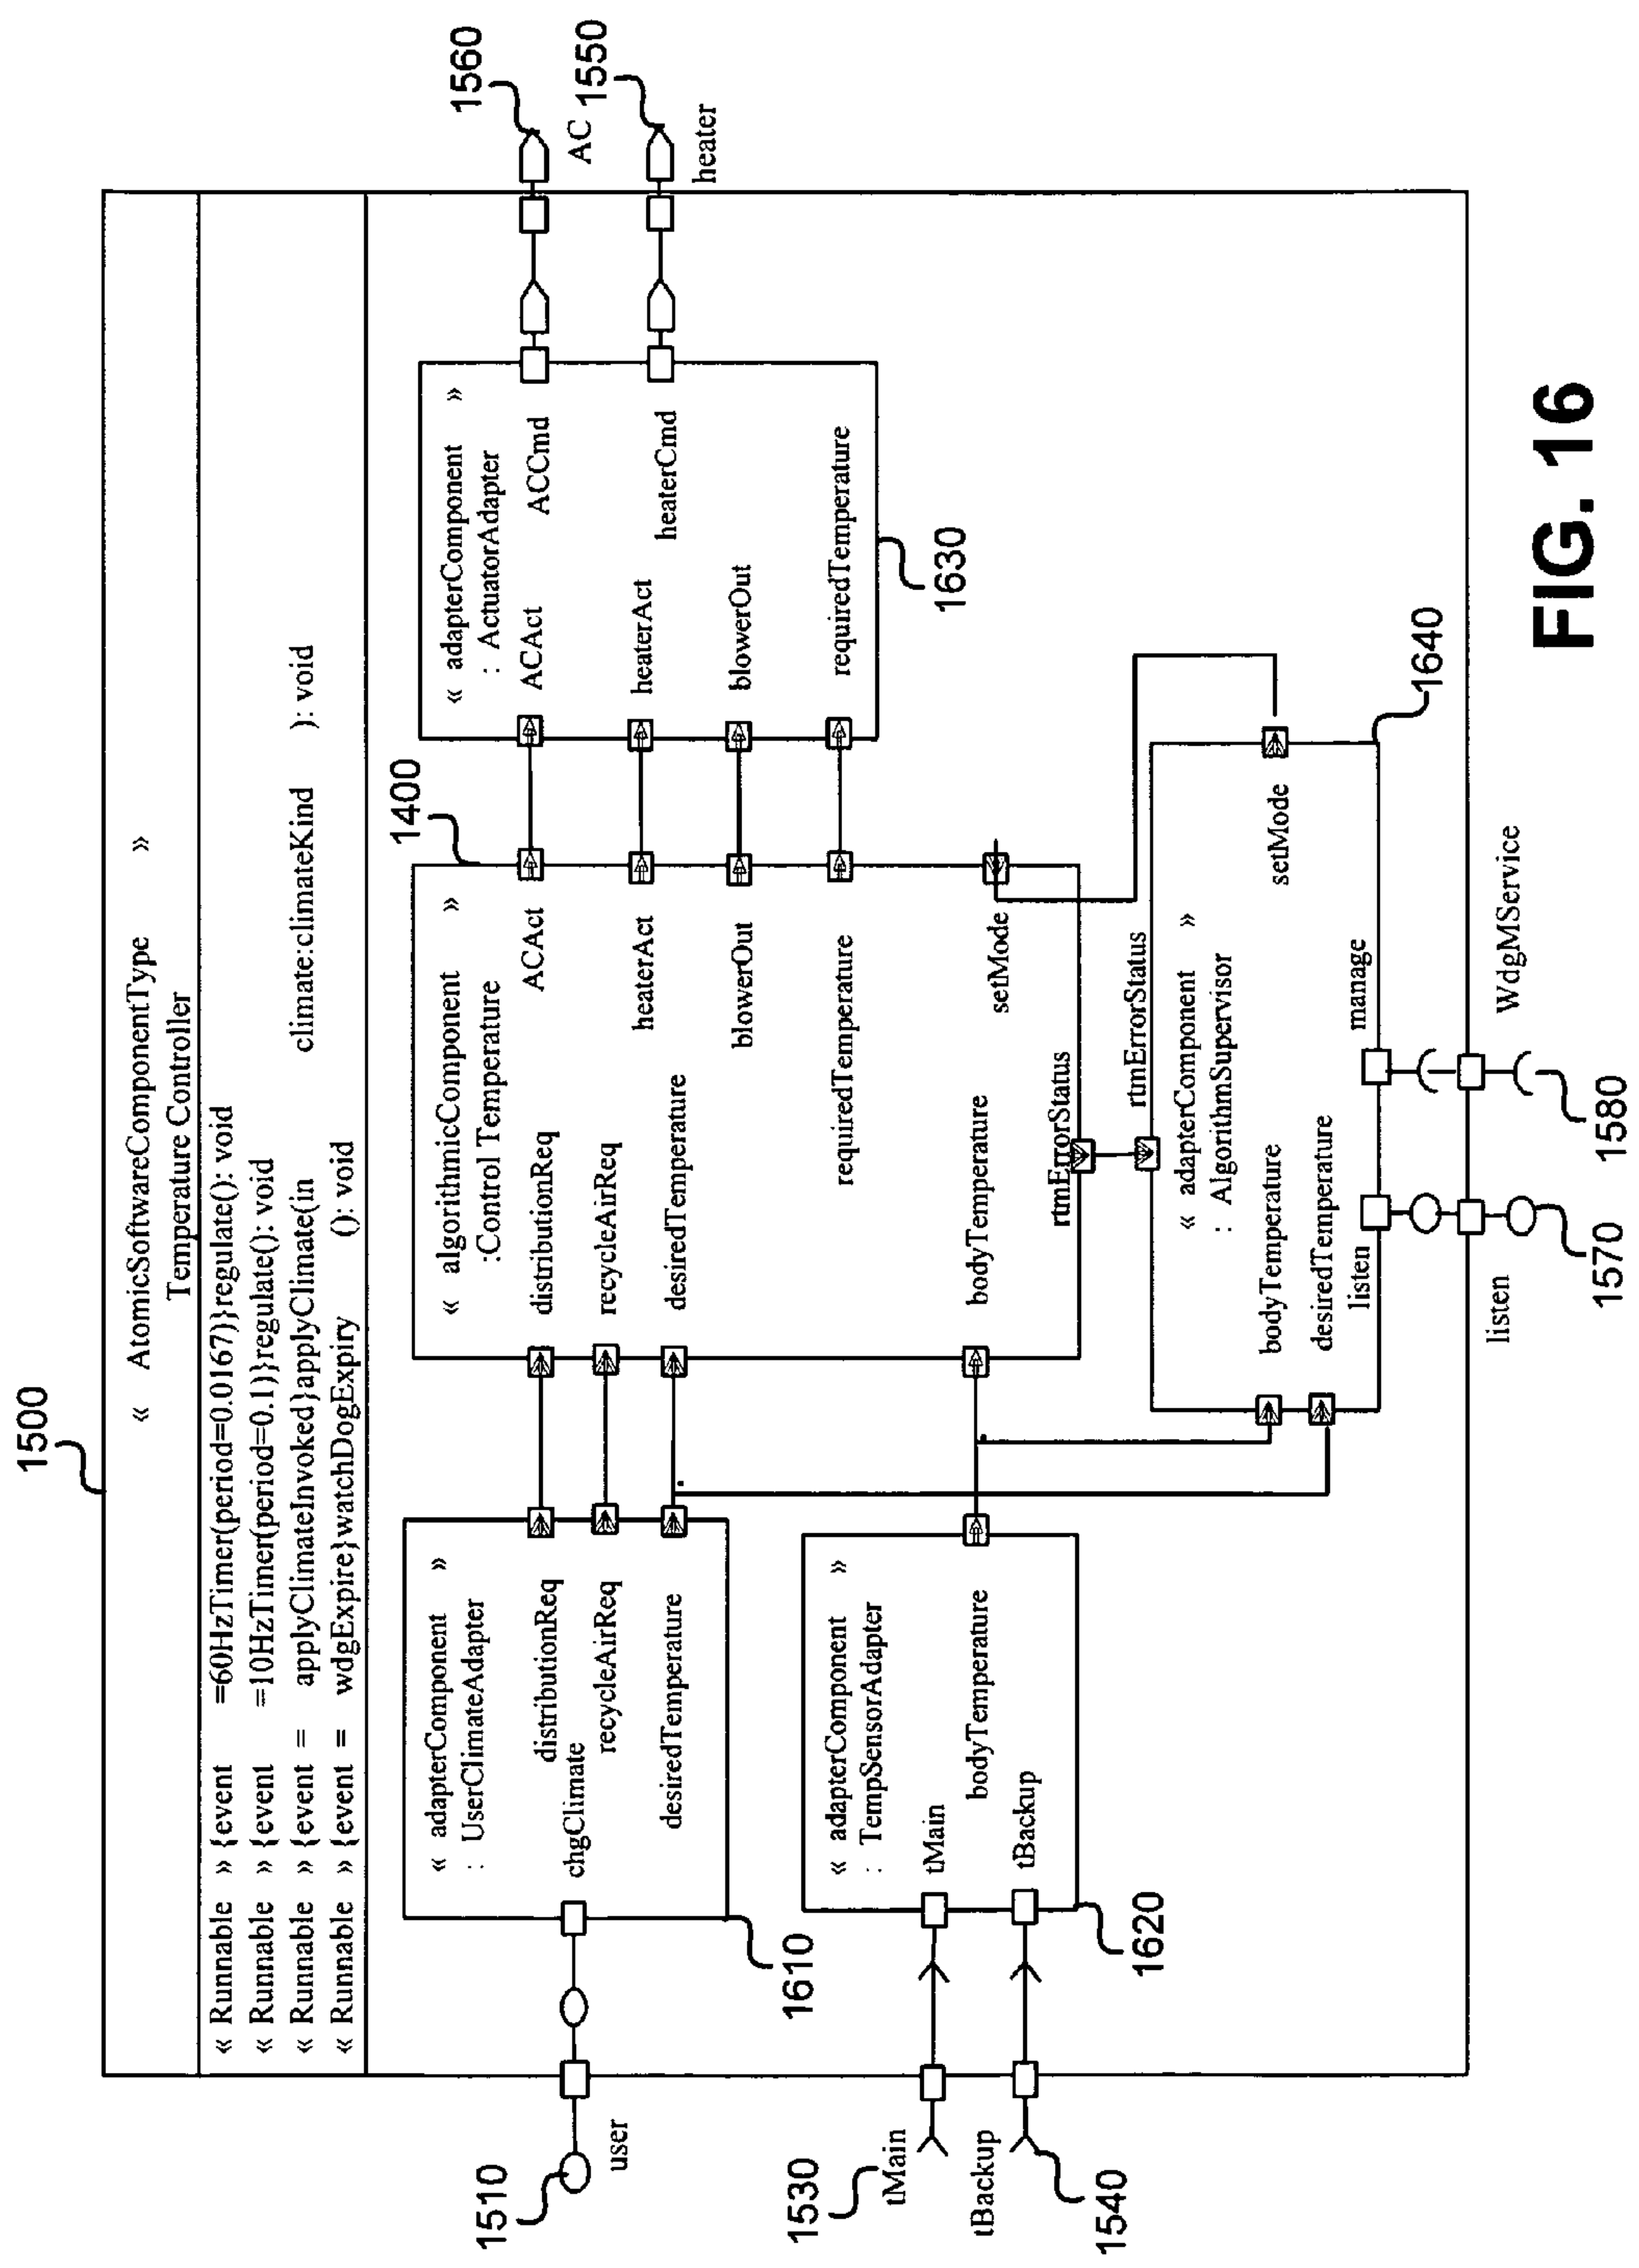 1500
« AtomicSoftwareComponentType »
Temperature Controller
« Runnable » {event =60HzTimer(period=0.0167)}regulate(): void
« Runnable » {event =10HzTimer(period=0.1)}regulate(): void
« Runnable » {event = applyClimateInvoked}applyClimate(in climate:climateKind ): void
« Runnable » {event = wdgExpire}watchDogExpiry (): void
1510
user
« adapterComponent »
: UserClimateAdapter
distributionReq
chgClimate
recycleAirReq
desiredTemperature
1610
1530
tMain
tBackup
1540
« adapterComponent »
: TempSensorAdapter
tMain
bodyTemperature
tBackup
1620
1400
« algorithmicComponent »
:Control Temperature
distributionReq
recycleAirReq
desiredTemperature
bodyTemperature
ACAct
heaterAct
blowerOut
requiredTemperature
setMode
rtmErrorStatus
« adapterComponent »
: ActuatorAdapter
ACAct
ACCmd
heaterAct
heaterCmd
blowerOut
requiredTemperature
1630
1560
AC
1550
heater
rtmErrorStatus
« adapterComponent »
: AlgorithmSupervisor
bodyTemperature
setMode
desiredTemperature
listen
manage
1640
listen
1570
WdgMService
1580
FIG. 16